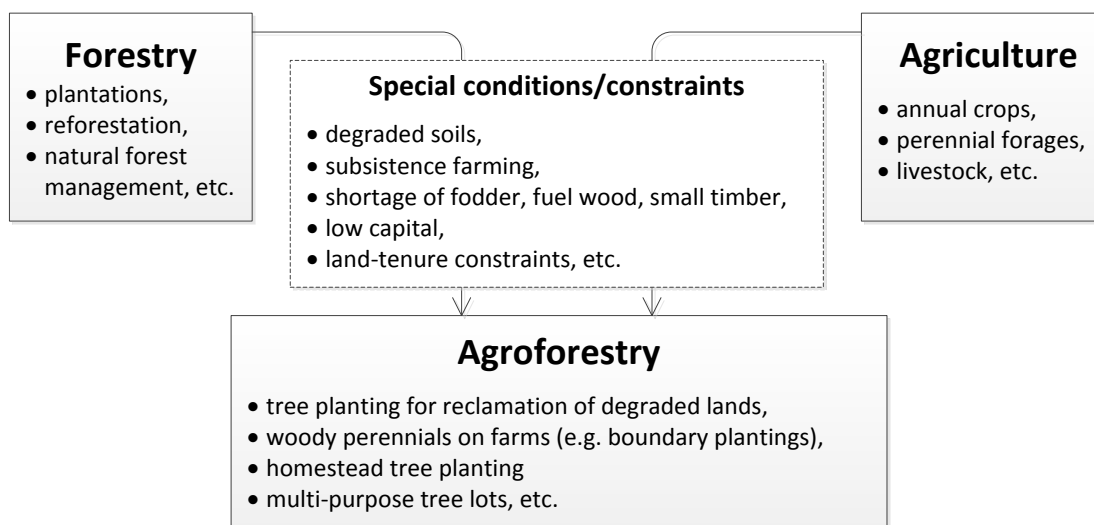 Forestry
• plantations,
• reforestation,
• natural forest
management, etc.
Special conditions/constraints
• degraded soils,
• subsistence farming,
• shortage of fodder, fuel wood, small timber,
• low capital,
• land-tenure constraints, etc.
Agriculture
• annual crops,
• perennial forages,
• livestock, etc.
Agroforestry
• tree planting for reclamation of degraded lands,
• woody perennials on farms (e.g. boundary plantings),
• homestead tree planting
• multi-purpose tree lots, etc.